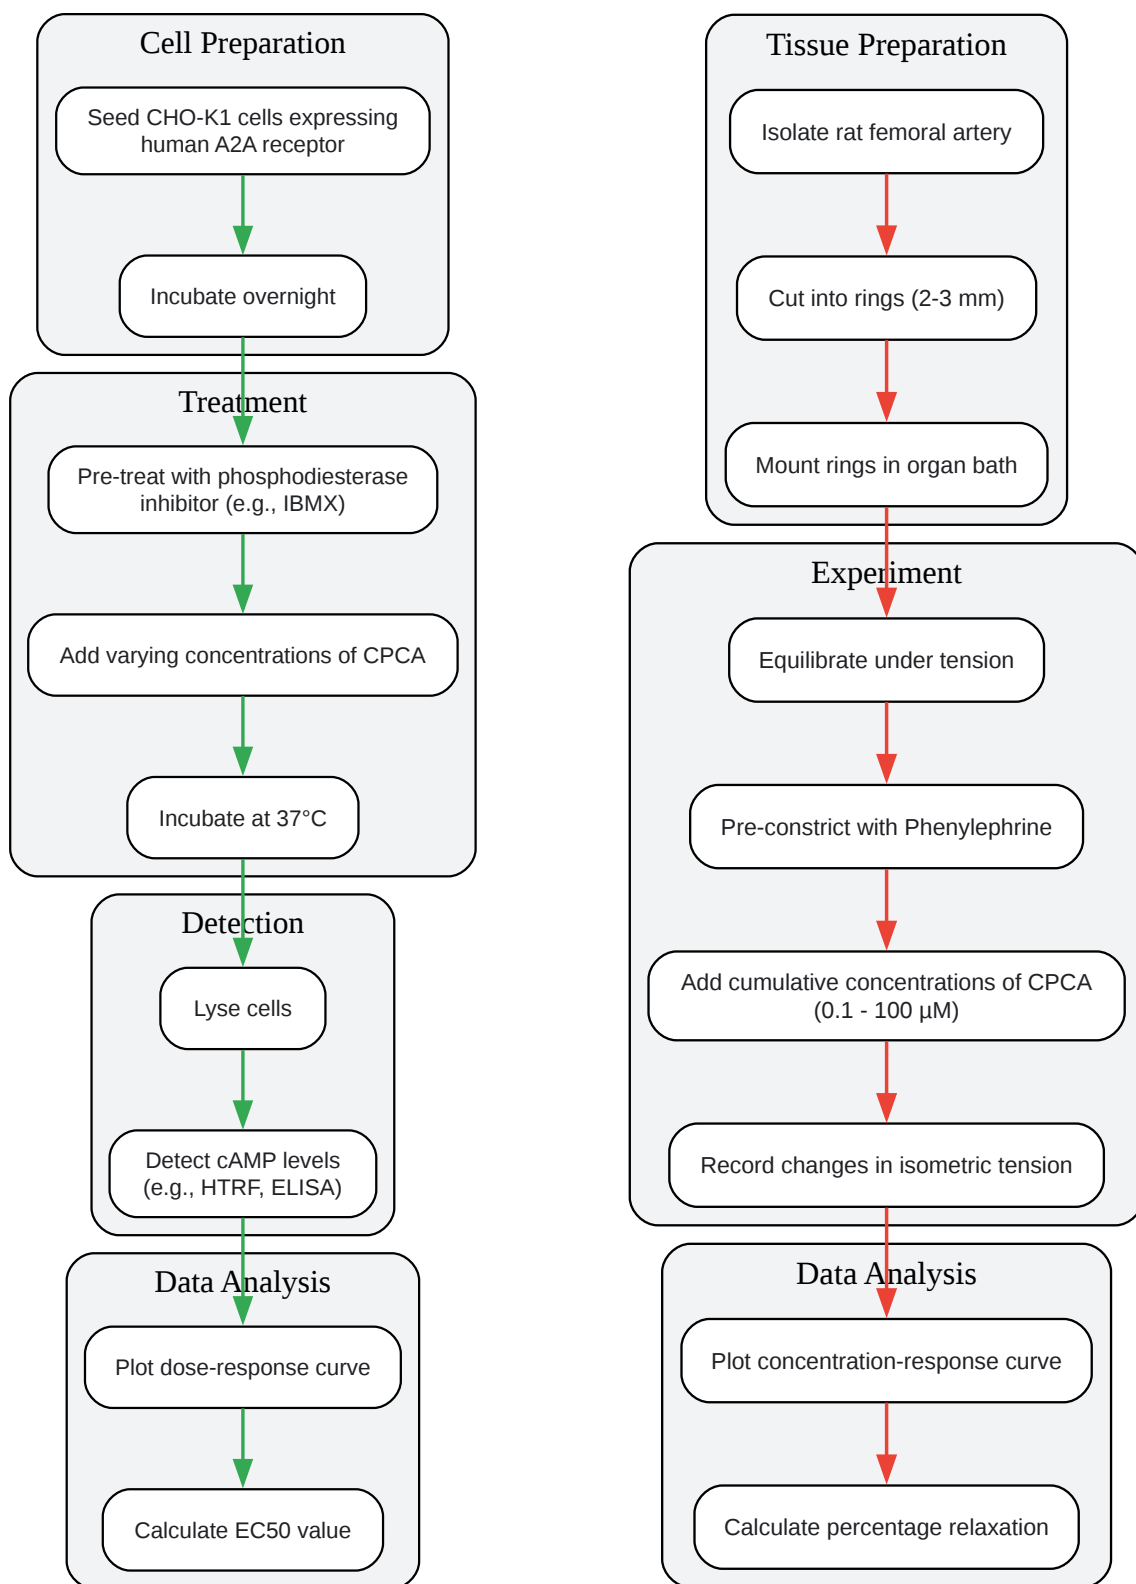 Cell Preparation
Seed CHO-K1 cells expressing
human A2A receptor
Incubate overnight
Treatment
Pre-treat with phosphodiesterase
inhibitor (e.g., IBMX)
Add varying concentrations of CPCA
Incubate at 37°C
Detection
Lyse cells
Detect cAMP levels
(e.g., HTRF, ELISA)
Data Analysis
Plot dose-response curve
Calculate EC50 value
Tissue Preparation
Isolate rat femoral artery
Cut into rings (2-3 mm)
Mount rings in organ bath
Experiment
Equilibrate under tension
Pre-constrict with Phenylephrine
Add cumulative concentrations of CPCA
(0.1 - 100 µM)
Record changes in isometric tension
Data Analysis
Plot concentration-response curve
Calculate percentage relaxation